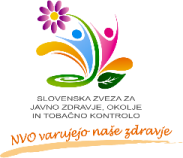 SLOVENSKA ZVEZA ZA
JAVNO ZDRAVJE, OKOLJE
IN TOBAČNO KONTROLO
NVO varujejo naše zdravje